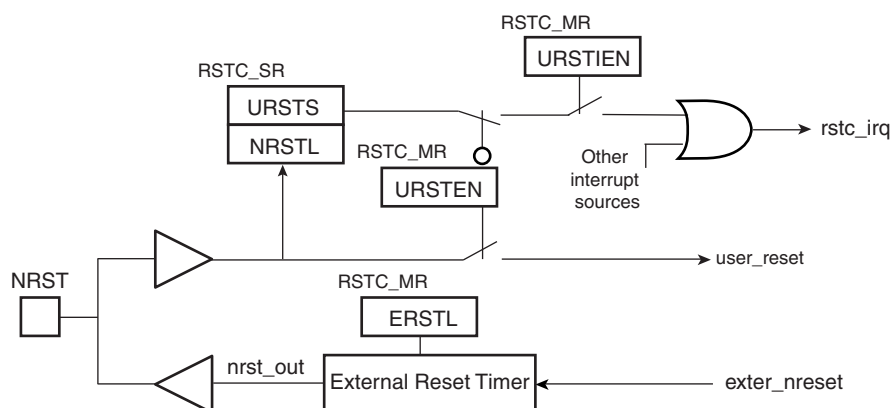 RSTC_MR
URSTIEN
RSTC_SR
URSTS
NRSTL
RSTC_MR
URSTEN
Other
interrupt
sources
rstc_irq
user_reset
NRST
RSTC_MR
ERSTL
nrst_out
External Reset Timer
exter_nreset